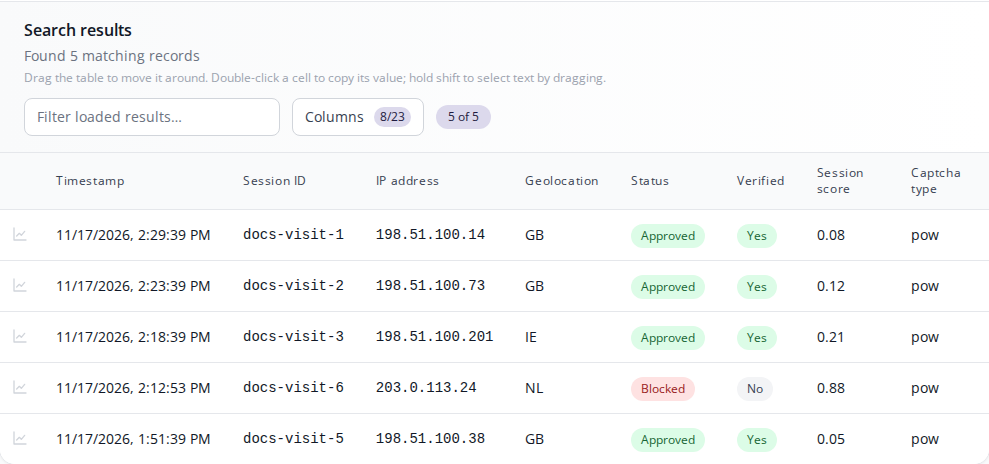 Search results
Found 5 matching records
Drag the table to move it around. Double-click a cell to copy its value; hold shift to select text by dragging.
Filter loaded results... Columns 8/23 5 of 5
Timestamp Session ID IP address Geolocation Status Verified Session score Captcha type
11/17/2026, 2:29:39 PM docs-visit-1 198.51.100.14 GB Approved Yes 0.08 pow
11/17/2026, 2:23:39 PM docs-visit-2 198.51.100.73 GB Approved Yes 0.12 pow
11/17/2026, 2:18:39 PM docs-visit-3 198.51.100.201 IE Approved Yes 0.21 pow
11/17/2026, 2:12:53 PM docs-visit-6 203.0.113.24 NL Blocked No 0.88 pow
11/17/2026, 1:51:39 PM docs-visit-5 198.51.100.38 GB Approved Yes 0.05 pow